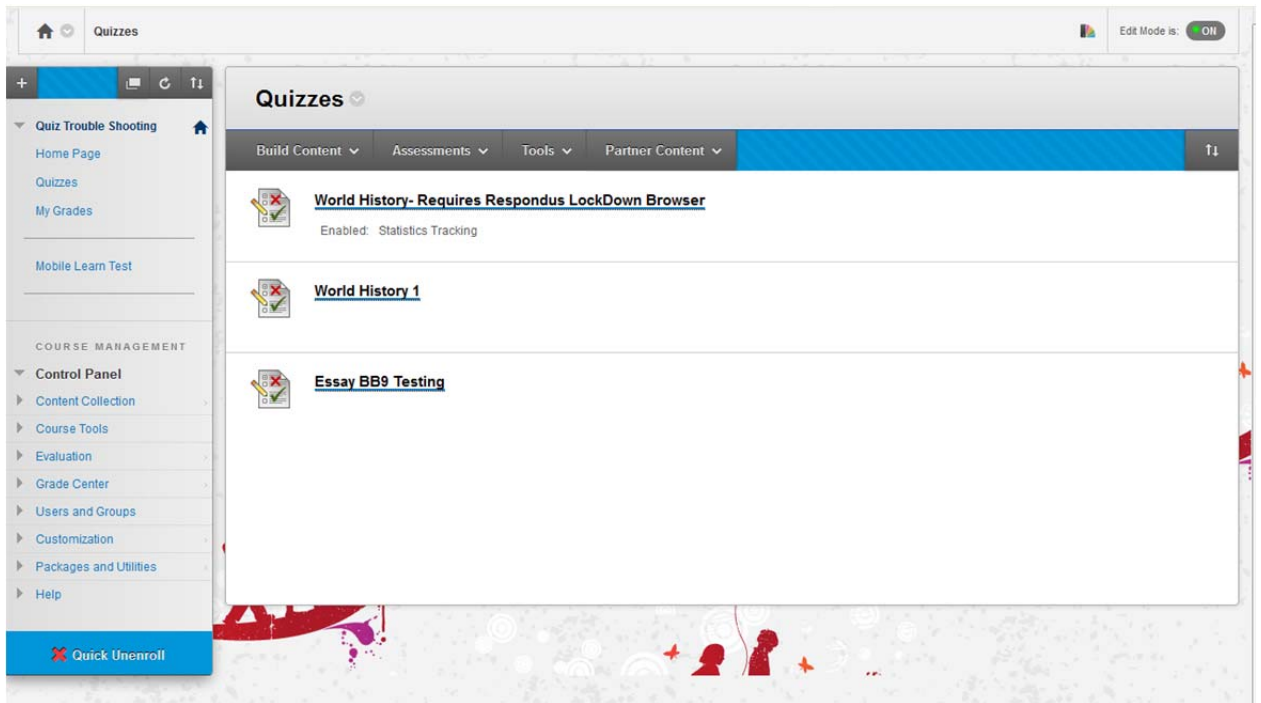 Quizzes
Edit Mode is: ON
Quiz Trouble Shooting
Home Page
Quizzes
My Grades
Mobile Learn Test
COURSE MANAGEMENT
Control Panel
Content Collection
Course Tools
Evaluation
Grade Center
Users and Groups
Customization
Packages and Utilities
Help
Quick Unenroll
Quizzes
Build Content Assessments Tools Partner Content
World History- Requires Respondus LockDown Browser
Enabled: Statistics Tracking
World History 1
Essay BB9 Testing